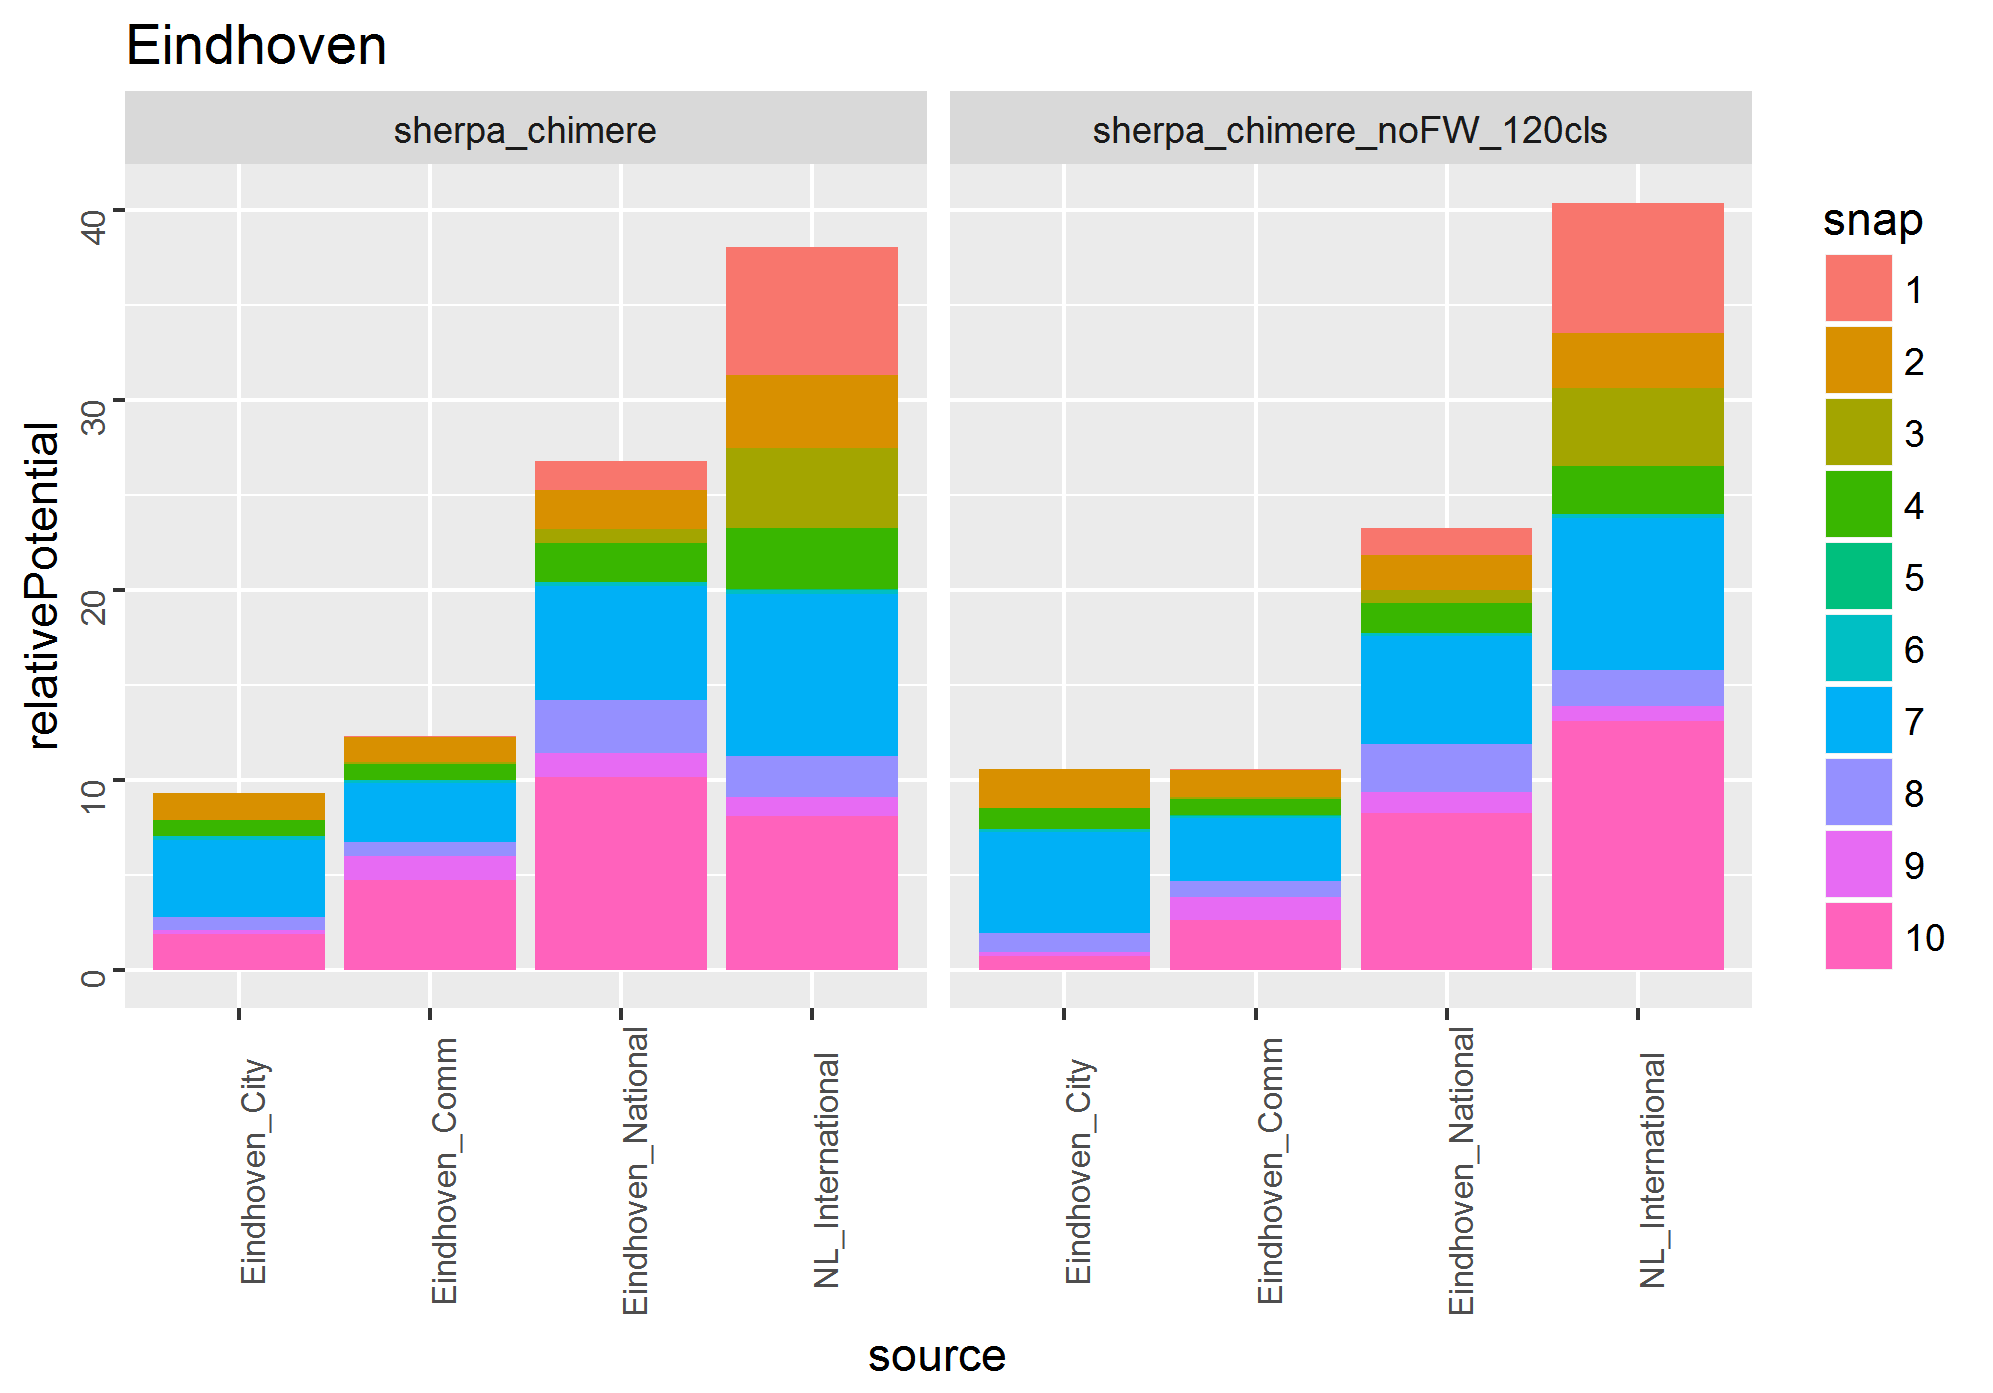 Eindhoven
sherpa_chimere
sherpa_chimere_noFW_120cls
relativePotential
40
30
20
10
0
Eindhoven_City
Eindhoven_Comm
Eindhoven_National
NL_International
Eindhoven_City
Eindhoven_Comm
Eindhoven_National
NL_International
source
snap
1
2
3
4
5
6
7
8
9
10